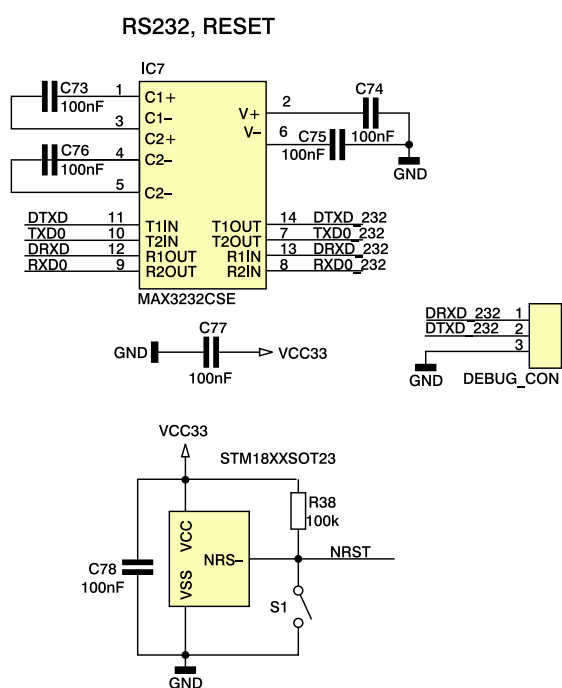 RS232, RESET
IC7
C73
100nF
1
3
C76
100nF
4
5
C1+
C1–
C2+
C2-
C2–
V+
V–
2
6
C74
100nF
C75
100nF
GND
DTXD 11 T1IN T1OUT 14 DTXD_232
TXD0 10 T2IN T2OUT 7 TXD0_232
DRXD 12 R1OUT R1IN 13 DRXD_232
RXD0 9 R2OUT R2IN 8 RXD0_232
MAX3232CSE
C77
GND
VCC33
100nF
DRXD_232 1
DTXD_232 2
3
GND
DEBUG_CON
VCC33
STM18XXSOT23
R38
100k
VCC
NRS–
NRST
C78
100nF
VSS
S1
GND